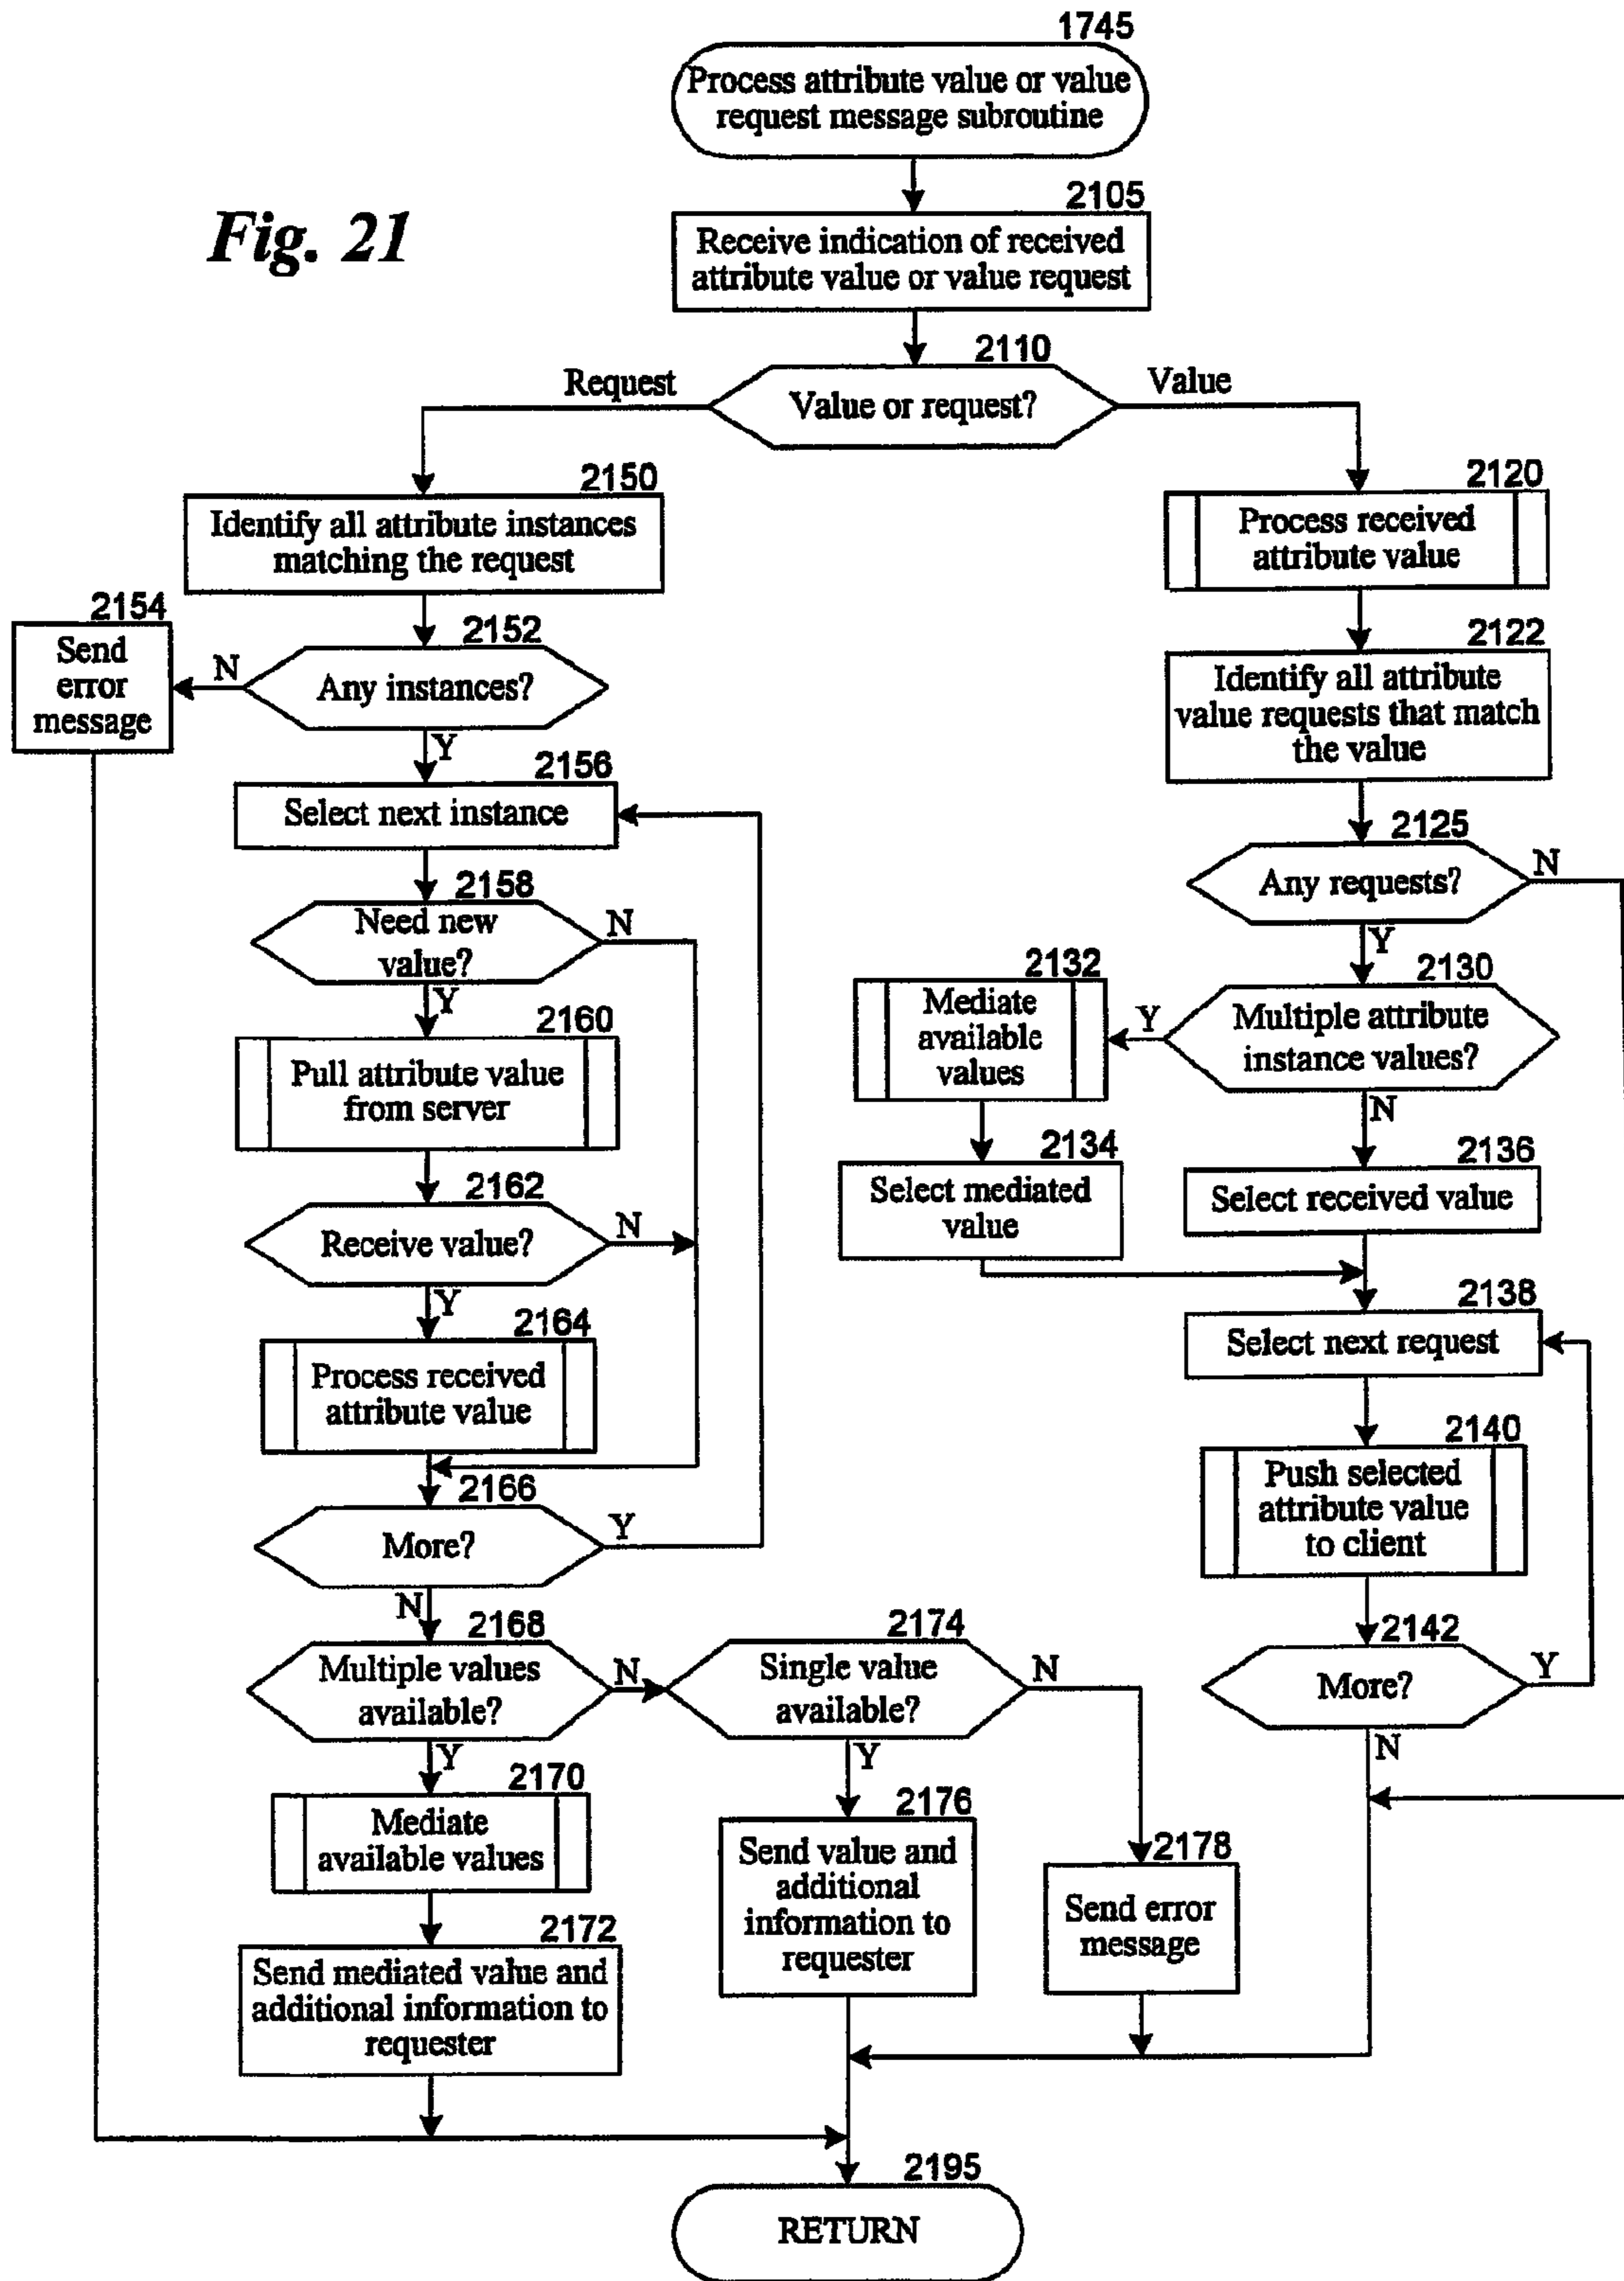 1745
Process attribute value or value
request message subroutine
Fig. 21
2105
Receive indication of received
attribute value or value request
2110
Request
Value or request?
Value
2150
Identify all attribute instances
matching the request
2120
Process received
attribute value
2154
Send
error
message
2152
N
Any instances?
Y
2122
Identify all attribute
value requests that match
the value
2156
Select next instance
2125
Any requests?
N
Y
2158
Need new
value?
N
Y
2132
Mediate
available
values
2130
Y
Multiple attribute
instance values?
N
2160
Pull attribute value
from server
2134
Select mediated
value
2136
Select received value
2162
Receive value?
N
Y
2138
Select next request
2164
Process received
attribute value
2140
Push selected
attribute value
to client
2166
More?
Y
N
2168
Multiple values
available?
N
Y
2174
Single value
available?
N
Y
2142
More?
Y
N
2170
Mediate
available values
2176
Send value and
additional
information to
requester
2178
Send error
message
2172
Send mediated value and
additional information to
requester
2195
RETURN